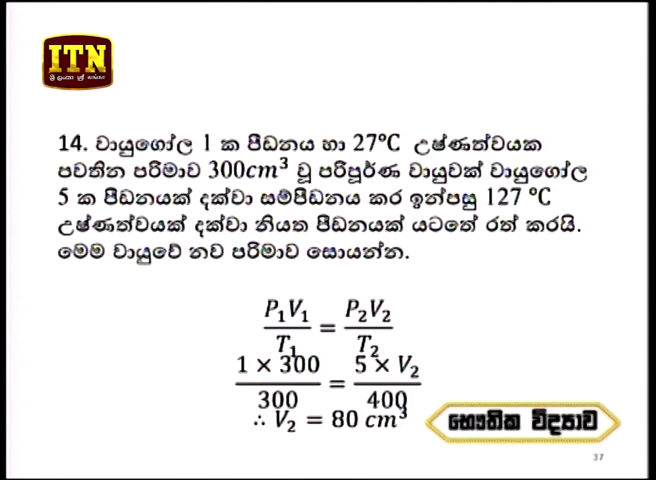 ITN
ශ්‍රී ලංකා ශ්‍රී සභාව
14. වායුගෝල 1 ක පීඩනය හා 27°C උෂ්ණත්වයක
පවතින පරිමාව 300cm³ වූ පරිපූර්ණ වායුවක් වායුගෝල
5 ක පීඩනයක් දක්වා සම්පීඩනය කර ඉන්පසු 127 °C
උෂ්ණත්වයක් දක්වා නියත පීඩනයක් යටතේ රත් කරයි.
මෙම වායුවේ නව පරිමාව සොයන්න.
P₁V₁/T₁ = P₂V₂/T₂
1 × 300/300 = 5 × V₂/400
∴ V₂ = 80 cm³
භෞතික විද්‍යාව
37